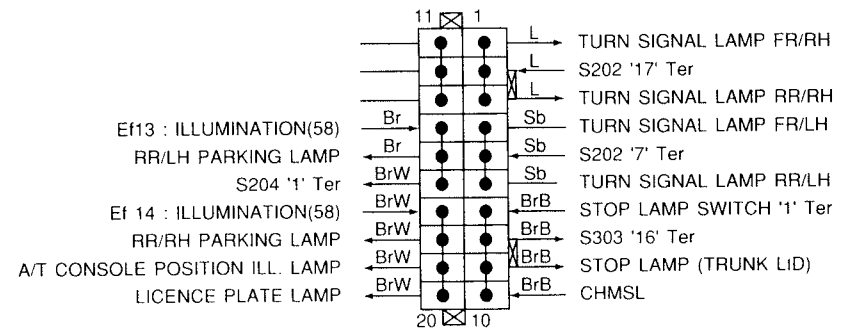 11 1
L TURN SIGNAL LAMP FR/RH
L S202 '17' Ter
L TURN SIGNAL LAMP RR/RH
Ef13 : ILLUMINATION(58) Br Sb TURN SIGNAL LAMP FR/LH
RR/LH PARKING LAMP Br Sb S202 '7' Ter
S204 '1' Ter BrW Sb TURN SIGNAL LAMP RR/LH
Ef 14 : ILLUMINATION(58) BrW BrB STOP LAMP SWITCH '1' Ter
RR/RH PARKING LAMP BrW BrB S303 '16' Ter
A/T CONSOLE POSITION ILL. LAMP BrW BrB STOP LAMP (TRUNK LID)
LICENCE PLATE LAMP BrW BrB CHMSL
20 10